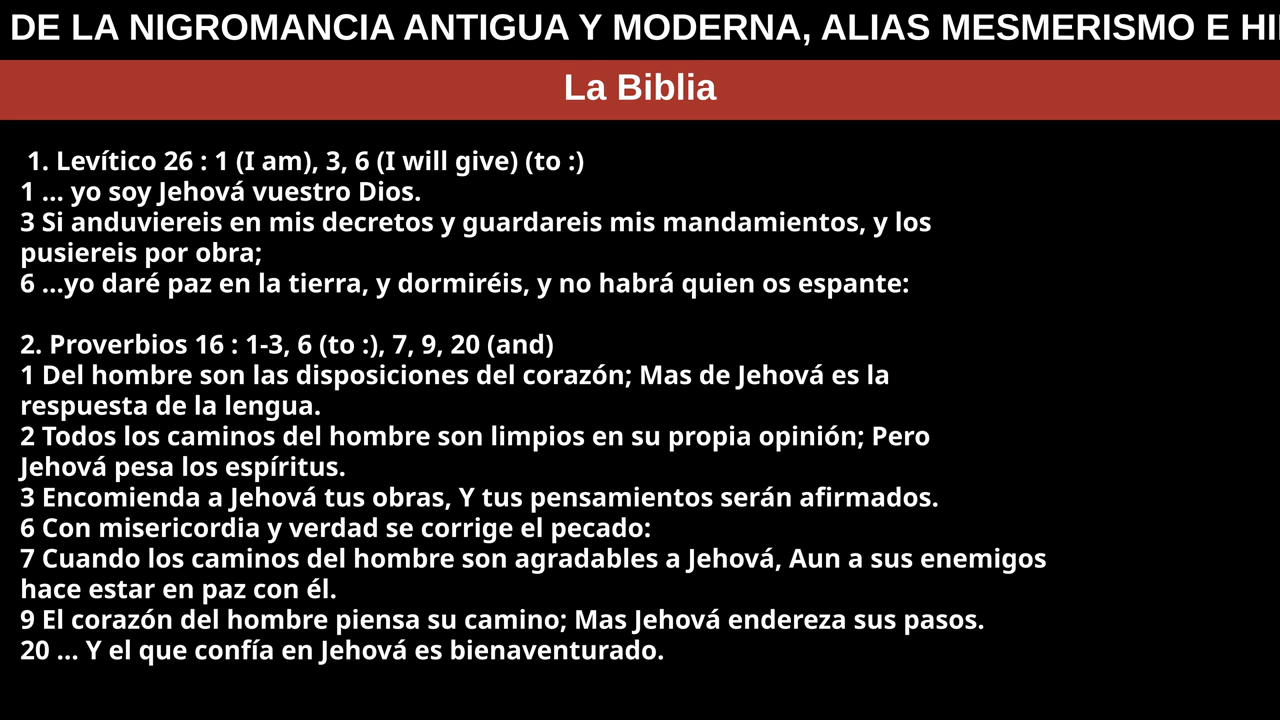 DE LA NIGROMANCIA ANTIGUA Y MODERNA, ALIAS MESMERISMO E
La Biblia
1. Levítico 26 : 1 (I am), 3, 6 (I will give) (to :)
1 ... yo soy Jehová vuestro Dios.
3 Si anduviereis en mis decretos y guardareis mis mandamientos, y los
pusiereis por obra;
6 ...yo daré paz en la tierra, y dormiréis, y no habrá quien os espante:
2. Proverbios 16 : 1-3, 6 (to :), 7, 9, 20 (and)
1 Del hombre son las disposiciones del corazón; Mas de Jehová es la
respuesta de la lengua.
2 Todos los caminos del hombre son limpios en su propia opinión; Pero
Jehová pesa los espíritus.
3 Encomienda a Jehová tus obras, Y tus pensamientos serán afirmados.
6 Con misericordia y verdad se corrige el pecado:
7 Cuando los caminos del hombre son agradables a Jehová, Aun a sus enemigos
hace estar en paz con él.
9 El corazón del hombre piensa su camino; Mas Jehová endereza sus pasos.
20 ... Y el que confía en Jehová es bienaventurado.